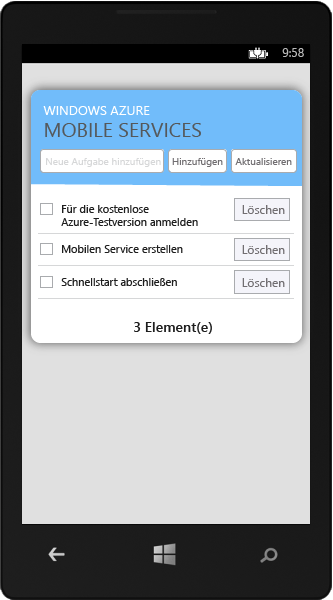 9:58
WINDOWS AZURE
MOBILE SERVICES
Neue Aufgabe hinzufügen
Hinzufügen
Aktualisieren
Für die kostenlose
Azure-Testversion anmelden
Löschen
Mobilen Service erstellen
Löschen
Schnellstart abschließen
Löschen
3 Element(e)